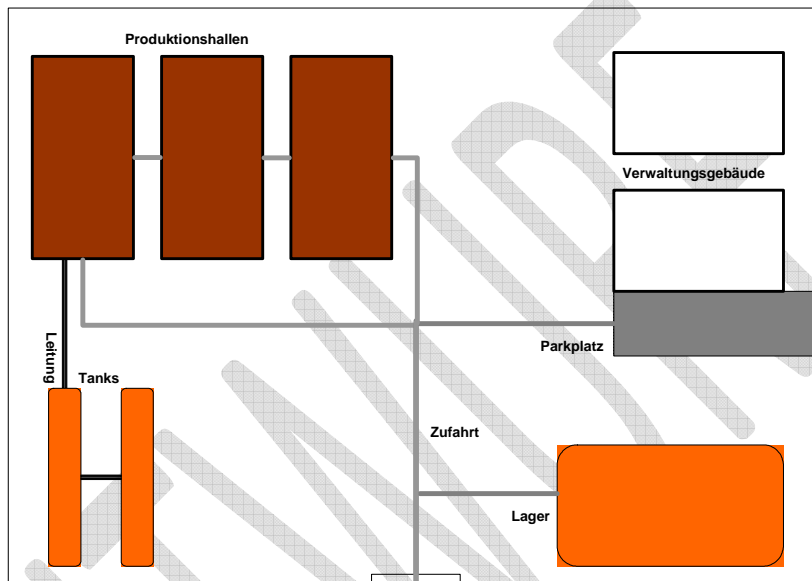 Produktionshallen
Verwaltungsgebäude
Parkplatz
Leitung
Tanks
Zufahrt
Lager